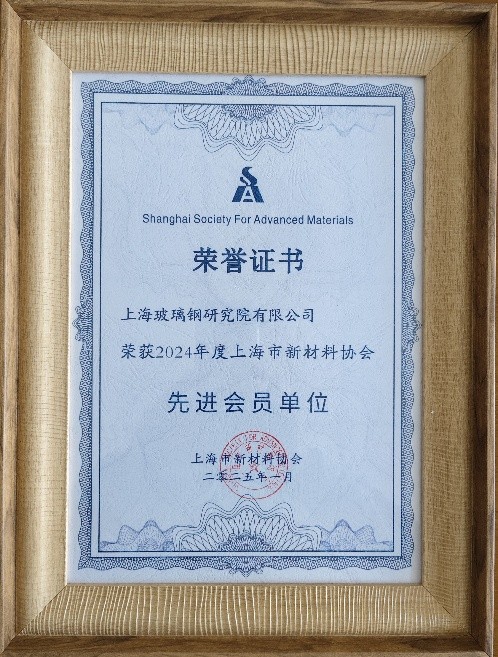 Shanghai Society For Advanced Materials
荣誉证书
上海玻璃钢研究院有限公司
荣获2024年度上海市新材料协会
先进会员单位
上海市新材料协会
二零二五年一月